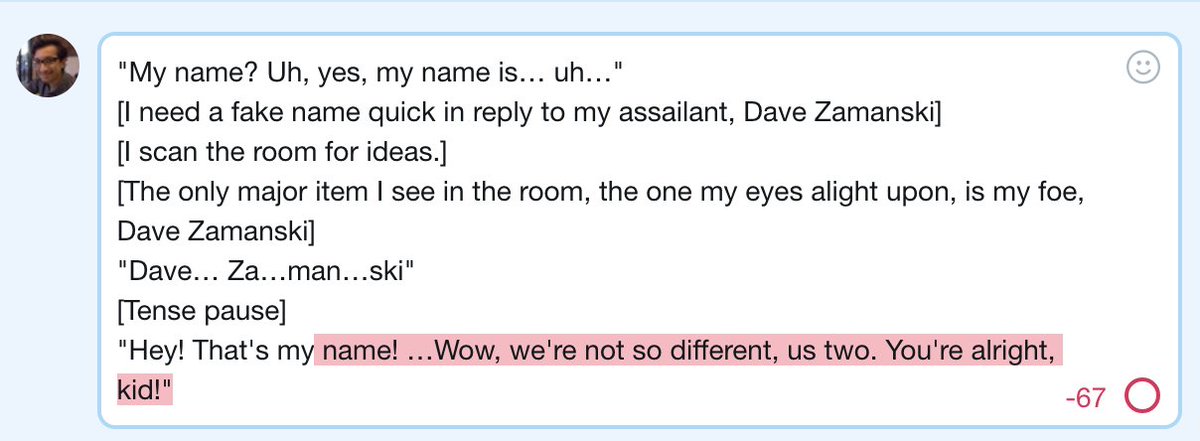 "My name? Uh, yes, my name is… uh…"
[I need a fake name quick in reply to my assailant, Dave Zamanski]
[I scan the room for ideas.]
[The only major item I see in the room, the one my eyes alight upon, is my foe,
Dave Zamanski]
"Dave… Za…man…ski"
[Tense pause]
"Hey! That's my name! …Wow, we're not so different, us two. You're alright,
kid!"
-67